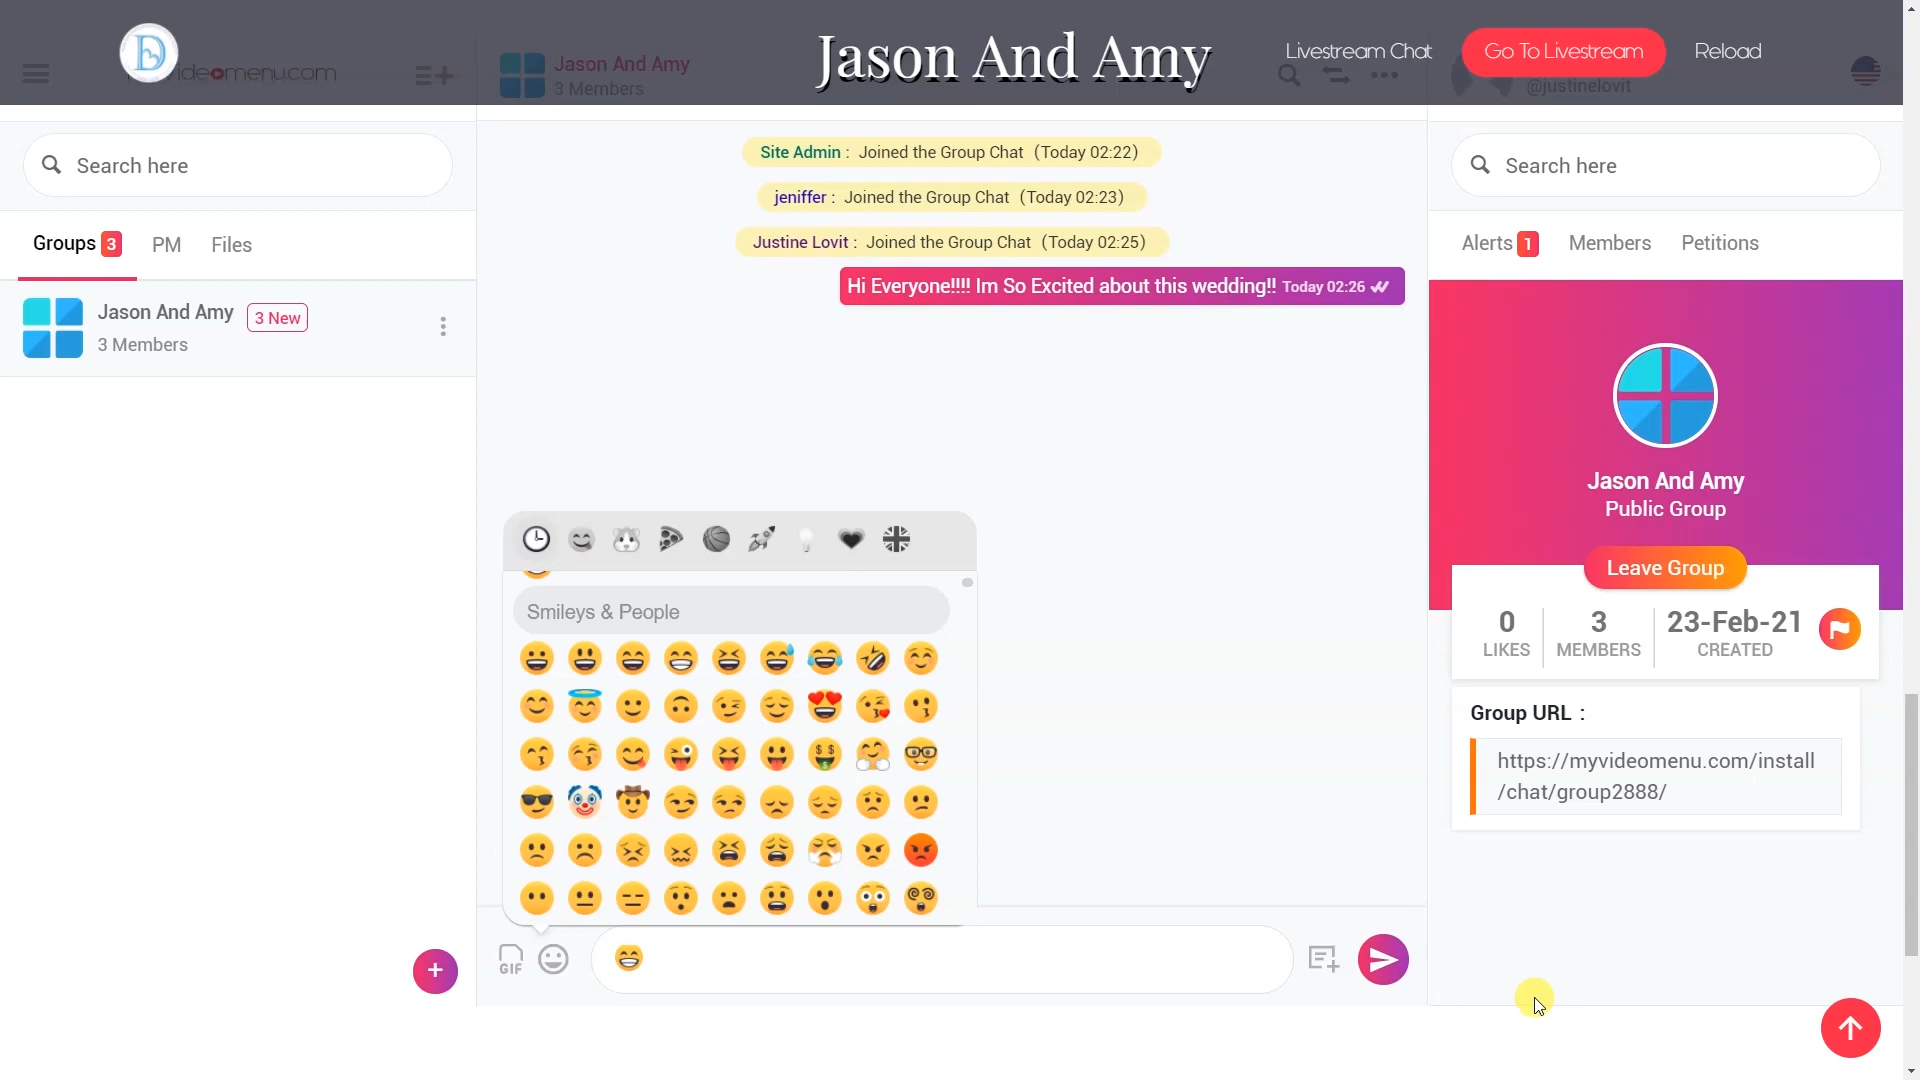 Jason And Amy
Livestream Chat
Go To Livestream
Reload
Jason And Amy
3 Members
@justinelovit
Search here
Groups 3
PM
Files
Jason And Amy
3 New
3 Members
Site Admin : Joined the Group Chat (Today 02:22)
jeniffer : Joined the Group Chat (Today 02:23)
Justine Lovit : Joined the Group Chat (Today 02:25)
Hi Everyone!!!! Im So Excited about this wedding!! Today 02:26
Smileys & People
GIF
Search here
Alerts 1
Members
Petitions
Jason And Amy
Public Group
Leave Group
0
LIKES
3
MEMBERS
23-Feb-21
CREATED
Group URL :
https://myvideomenu.com/install
/chat/group2888/